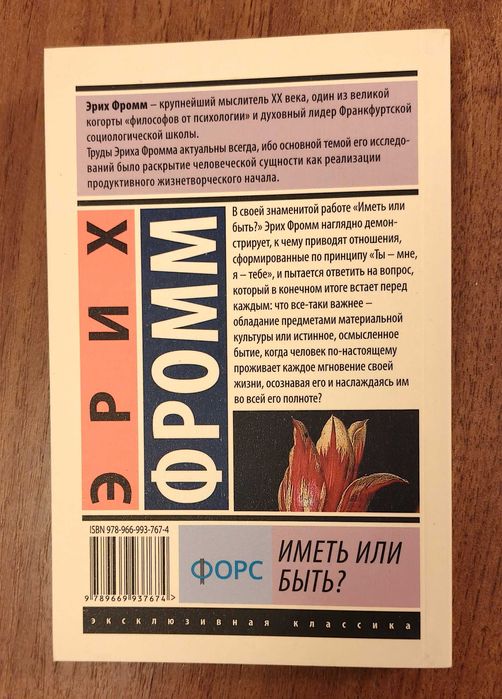 Эрих Фромм – крупнейший мыслитель XX века, один из великой
когорты «философов от психологии» и духовный лидер Франкфуртской
социологической школы.
Труды Эриха Фромма актуальны всегда, ибо основной темой его исследо-
ваний было раскрытие человеческой сущности как реализации
продуктивного жизнетворческого начала.
ЭРИХ
ФРОММ
В своей знаменитой работе «Иметь или
быть?» Эрих Фромм наглядно демон-
стрирует, к чему приводят отношения,
сформированные по принципу «Ты – мне,
я – тебе», и пытается ответить на вопрос,
который в конечном итоге встает перед
каждым: что все-таки важнее –
обладание предметами материальной
культуры или истинное, осмысленное
бытие, когда человек по-настоящему
проживает каждое мгновение своей
жизни, осознавая его и наслаждаясь им
во всей его полноте?
ISBN 978-966-993-767-4
9 789669 937674 >
ФОРС
ИМЕТЬ ИЛИ
БЫТЬ?
эксклюзивная классика